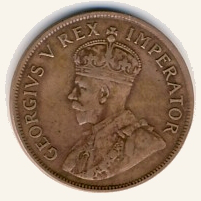 GEORGIVS V REX IMPERATOR